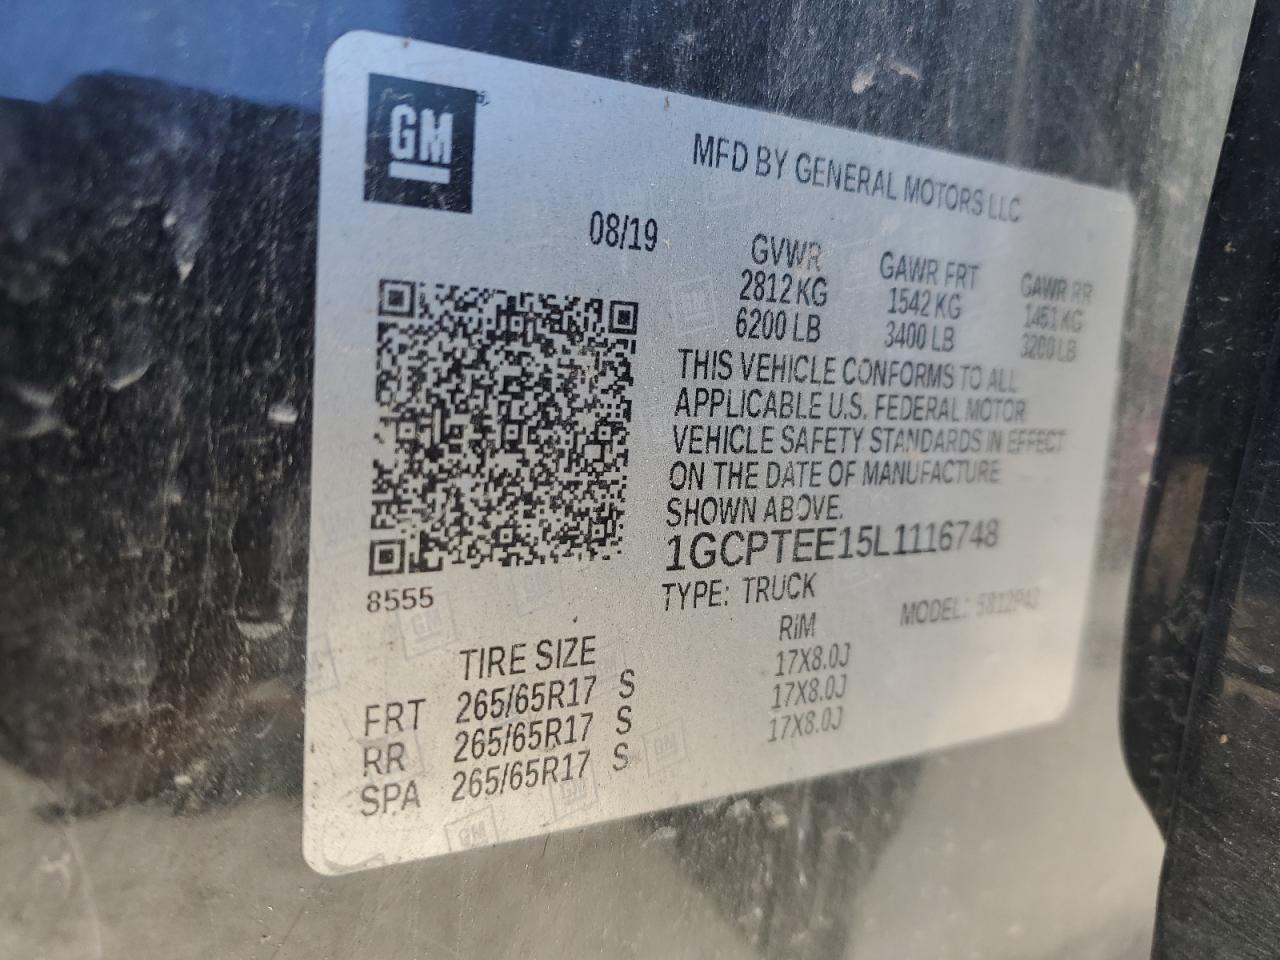 GM
MFD BY GENERAL MOTORS LLC
08/19
GVWR GAWR FRT GAWR RR
2812 KG 1542 KG 1451 KG
6200 LB 3400 LB 3200 LB
THIS VEHICLE CONFORMS TO ALL
APPLICABLE U.S. FEDERAL MOTOR
VEHICLE SAFETY STANDARDS IN EFFECT
ON THE DATE OF MANUFACTURE
SHOWN ABOVE.
1GCPTEE15L1116748
8555
TYPE: TRUCK MODEL:
TIRE SIZE RIM
FRT 265/65R17 S 17X8.0J
RR 265/65R17 S 17X8.0J
SPA 265/65R17 S 17X8.0J